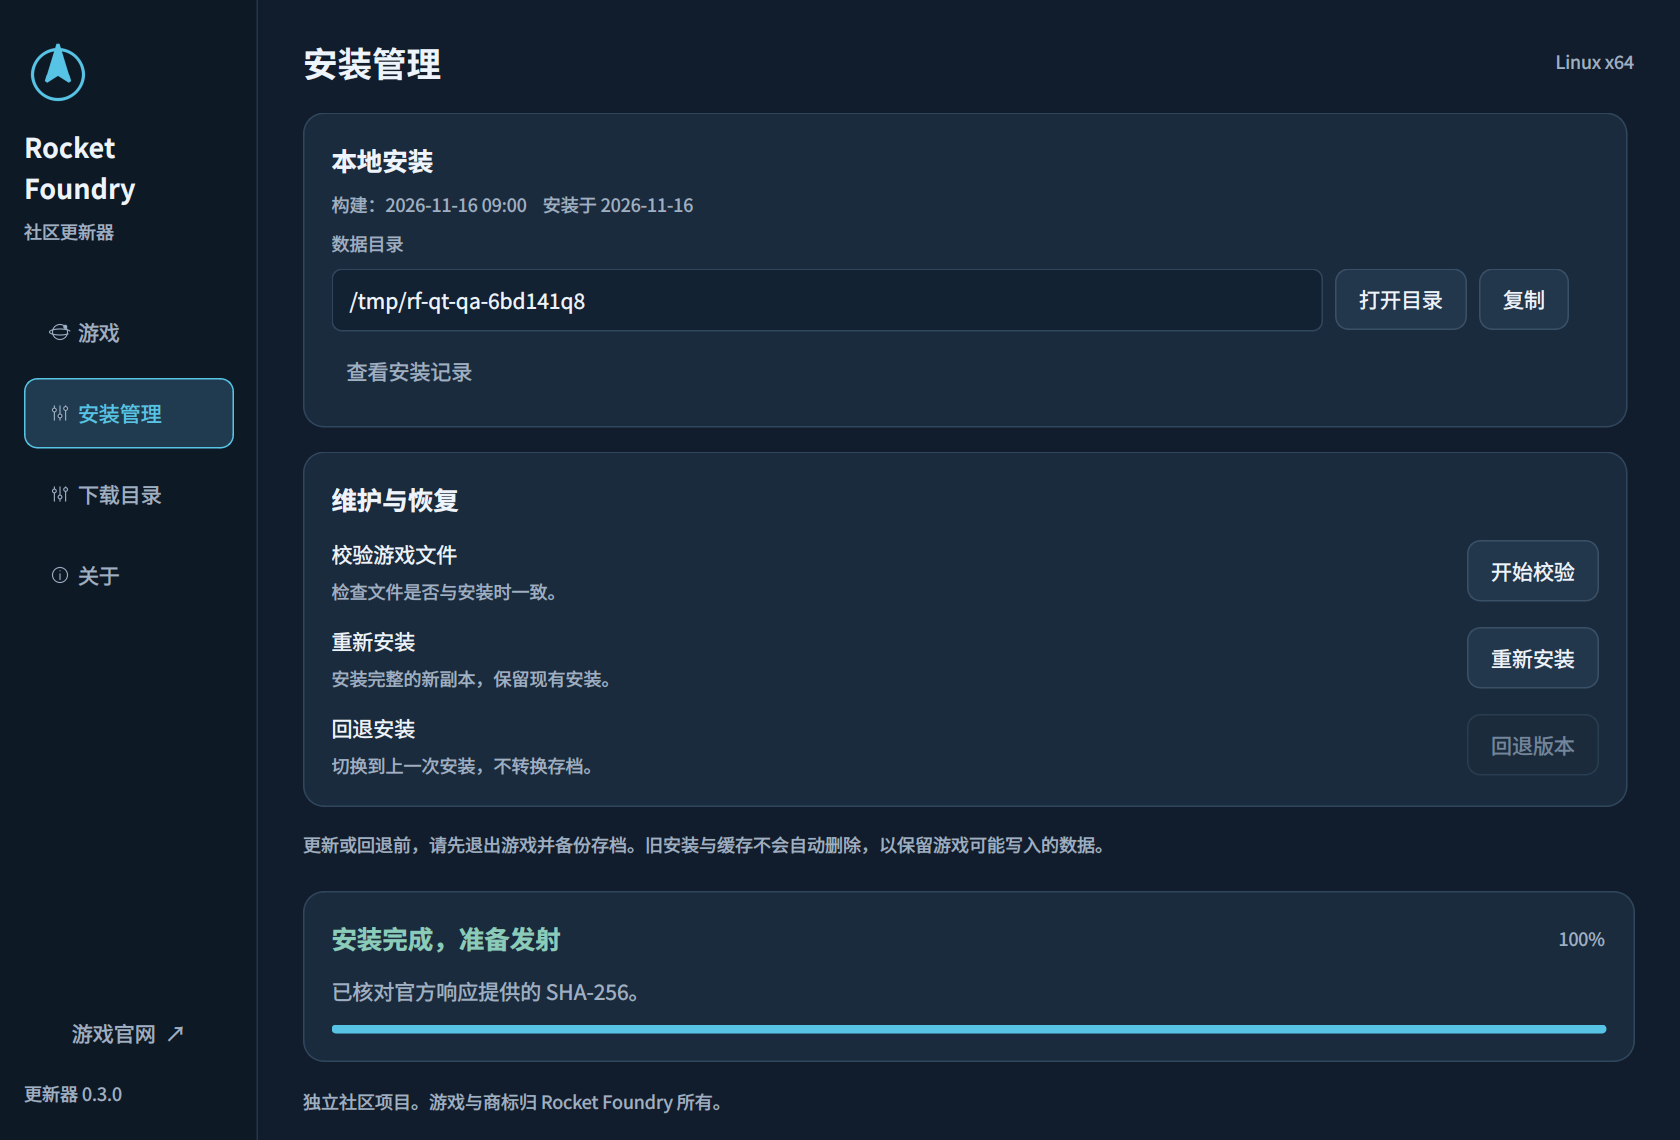 Rocket
Foundry
社区更新器
游戏
安装管理
下载目录
关于
游戏官网 ↗
更新器 0.3.0
安装管理
Linux x64
本地安装
构建：2026-11-16 09:00 安装于 2026-11-16
数据目录
/tmp/rf-qt-qa-6bd141q8
打开目录
复制
查看安装记录
维护与恢复
校验游戏文件
检查文件是否与安装时一致。
开始校验
重新安装
安装完整的新副本，保留现有安装。
重新安装
回退安装
切换到上一次安装，不转换存档。
回退版本
更新或回退前，请先退出游戏并备份存档。旧安装与缓存不会自动删除，以保留游戏可能写入的数据。
安装完成，准备发射
100%
已核对官方响应提供的 SHA-256。
独立社区项目。游戏与商标归 Rocket Foundry 所有。